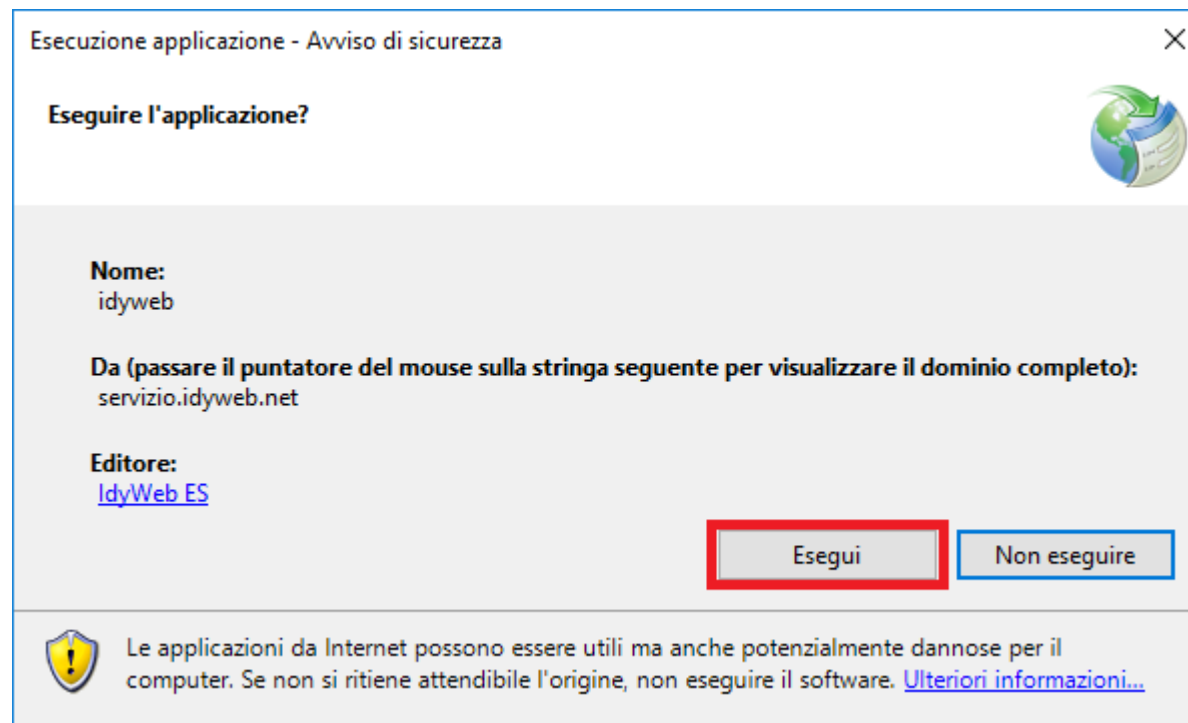 Esecuzione applicazione - Avviso di sicurezza
Eseguire l'applicazione?
Nome:
idyweb
Da (passare il puntatore del mouse sulla stringa seguente per visualizzare il dominio completo):
servizio.idyweb.net
Editore:
IdyWeb ES
Esegui
Non eseguire
Le applicazioni da Internet possono essere utili ma anche potenzialmente dannose per il
computer. Se non si ritiene attendibile l'origine, non eseguire il software. Ulteriori informazioni...